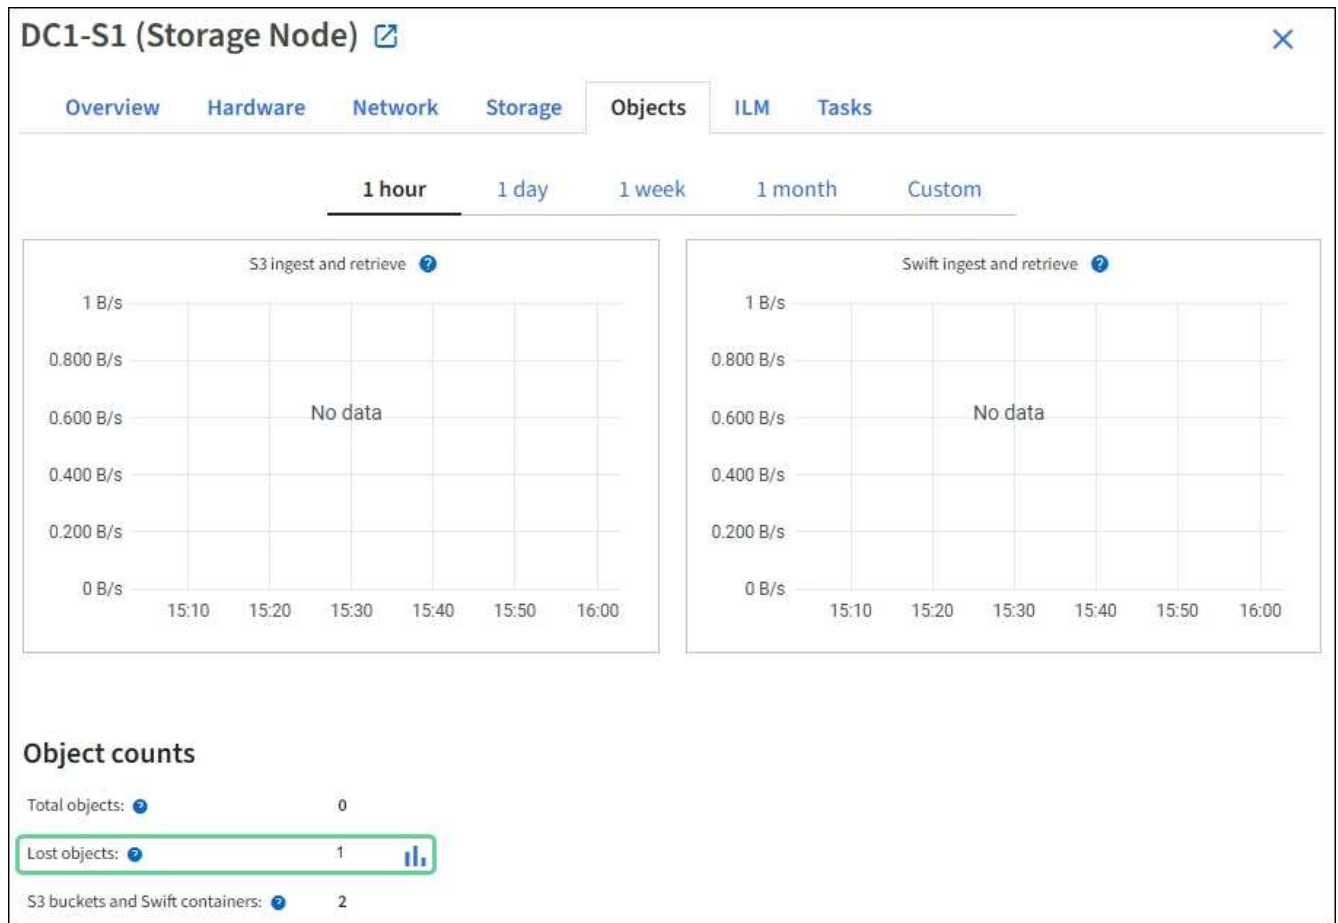 DC1-S1 (Storage Node)
Overview Hardware Network Storage Objects ILM Tasks
1 hour 1 day 1 week 1 month Custom
S3 ingest and retrieve ?
1 B/s
0.800 B/s
0.600 B/s
0.400 B/s
0.200 B/s
0 B/s
No data
15:10 15:20 15:30 15:40 15:50 16:00
Swift ingest and retrieve ?
1 B/s
0.800 B/s
0.600 B/s
0.400 B/s
0.200 B/s
0 B/s
No data
15:10 15:20 15:30 15:40 15:50 16:00
Object counts
Total objects: ? 0
Lost objects: ? 1
S3 buckets and Swift containers: ? 2